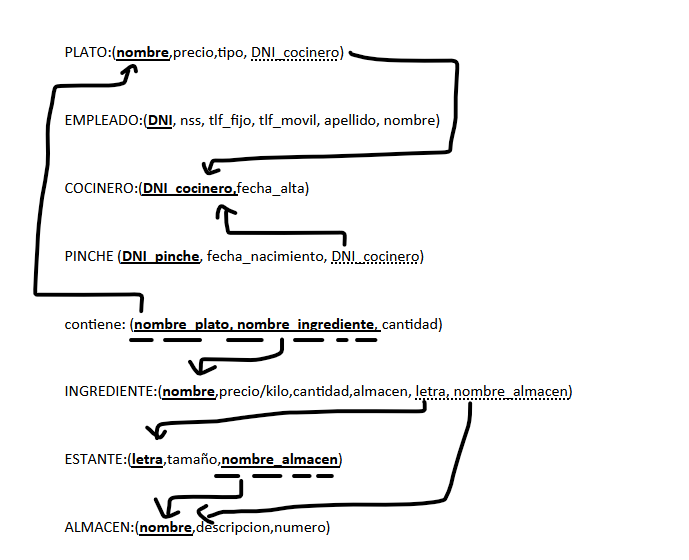 PLATO:(nombre,precio,tipo, DNI_cocinero)
EMPLEADO:(DNI, nss, tlf_fijo, tlf_movil, apellido, nombre)
COCINERO:(DNI_cocinero,fecha_alta)
PINCHE (DNI_pinche, fecha_nacimiento, DNI_cocinero)
contiene: (nombre_plato, nombre_ingrediente, cantidad)
INGREDIENTE:(nombre,precio/kilo,cantidad,almacen, letra, nombre_almacen)
ESTANTE:(letra,tamaño,nombre_almacen)
ALMACEN:(nombre,descripcion,numero)